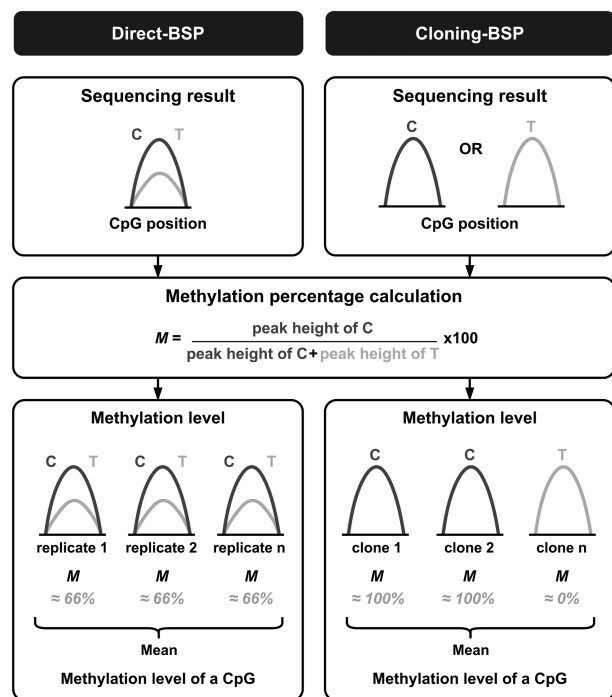 Direct-BSP
Cloning-BSP
Sequencing result
C T
CpG position
Sequencing result
C
OR
T
CpG position
Methylation percentage calculation
M = peak height of C
peak height of C+peak height of T
x100
Methylation level
C T C T C T
replicate 1 replicate 2 replicate n
M M M
≈ 66% ≈ 66% ≈ 66%
Mean
Methylation level of a CpG
Methylation level
C C T
clone 1 clone 2 clone n
M M M
≈ 100% ≈ 100% ≈ 0%
Mean
Methylation level of a CpG